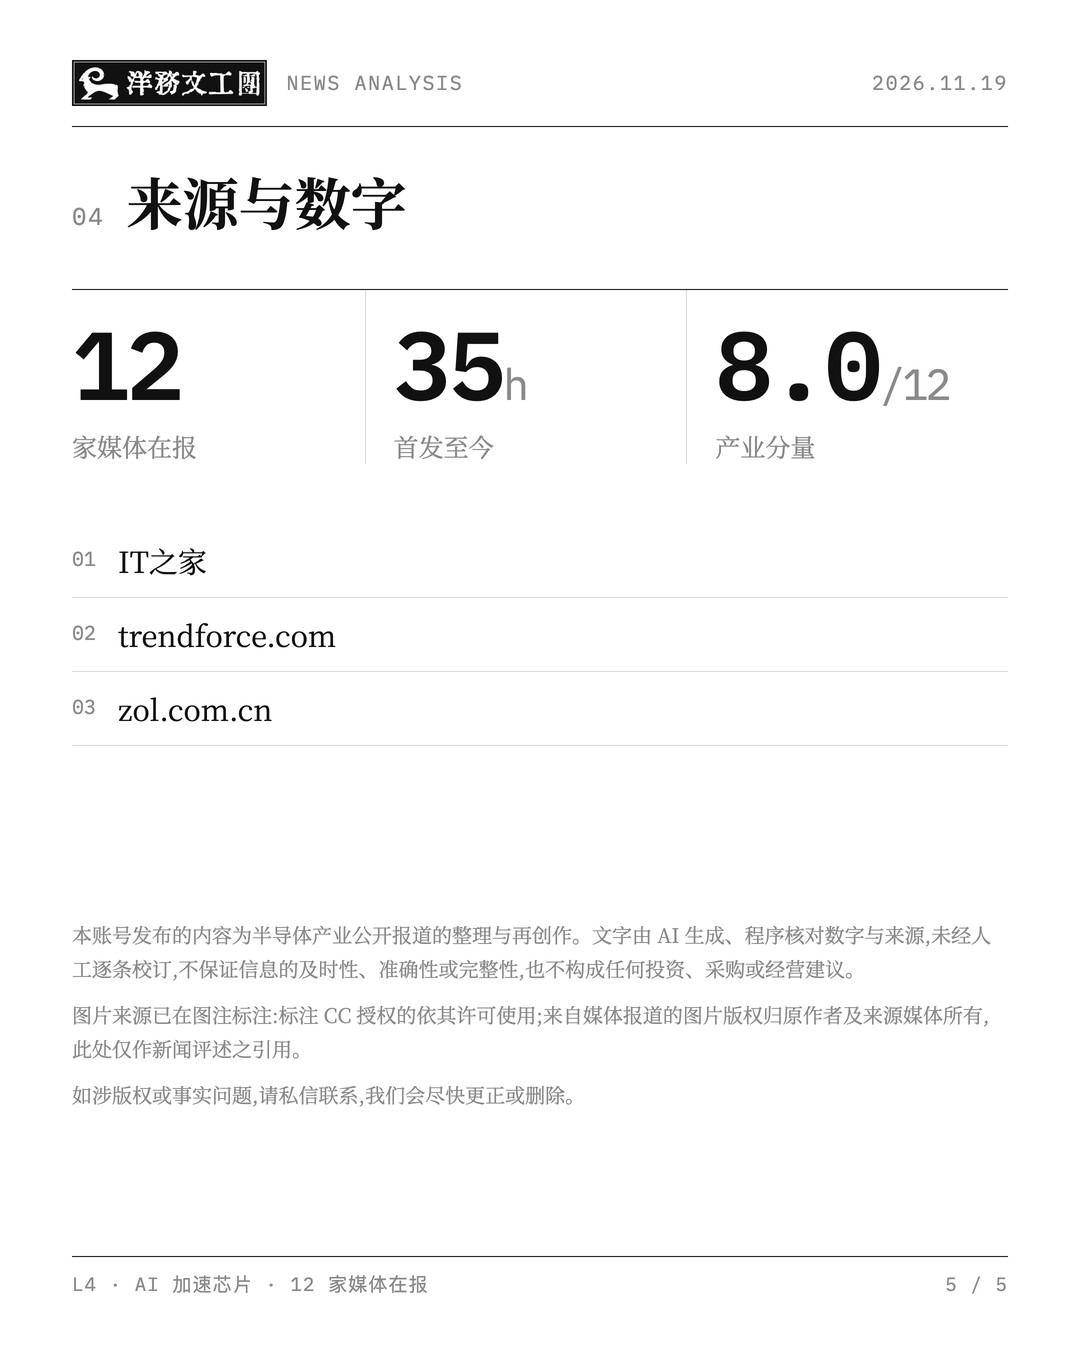 洋務文工團 NEWS ANALYSIS 2026.11.19
04 来源与数字
12 35h 8.0/12
家媒体在报 首发至今 产业分量
01 IT之家
02 trendforce.com
03 zol.com.cn
本账号发布的内容为半导体产业公开报道的整理与再创作。文字由 AI 生成、程序核对数字与来源,未经人
工逐条校订,不保证信息的及时性、准确性或完整性,也不构成任何投资、采购或经营建议。
图片来源已在图注标注:标注 CC 授权的依其许可使用;来自媒体报道的图片版权归原作者及来源媒体所有,
此处仅作新闻评述之引用。
如涉版权或事实问题,请私信联系,我们会尽快更正或删除。
L4 · AI 加速芯片 · 12 家媒体在报 5 / 5